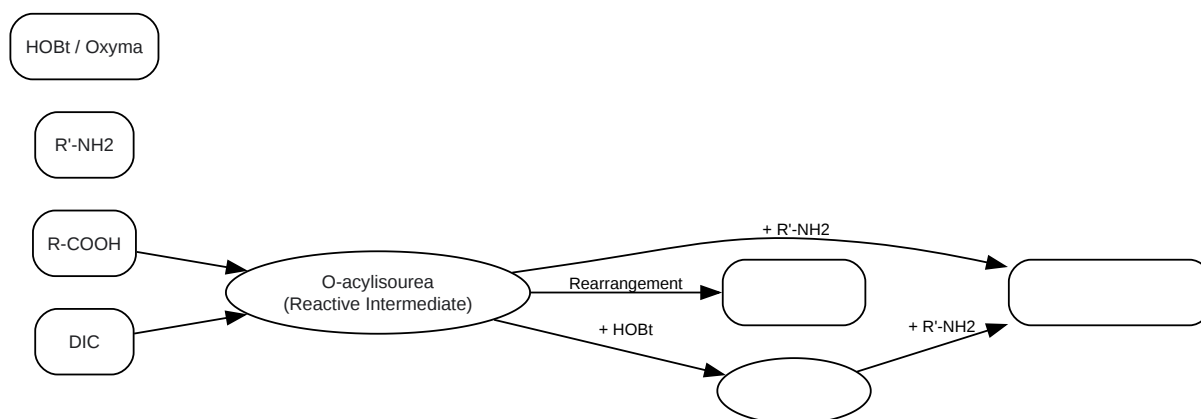 HOBt / Oxyma
R'-NH2
R-COOH
DIC
O-acylisourea
(Reactive Intermediate)
+ R'-NH2
Rearrangement
+ HOBt
+ R'-NH2